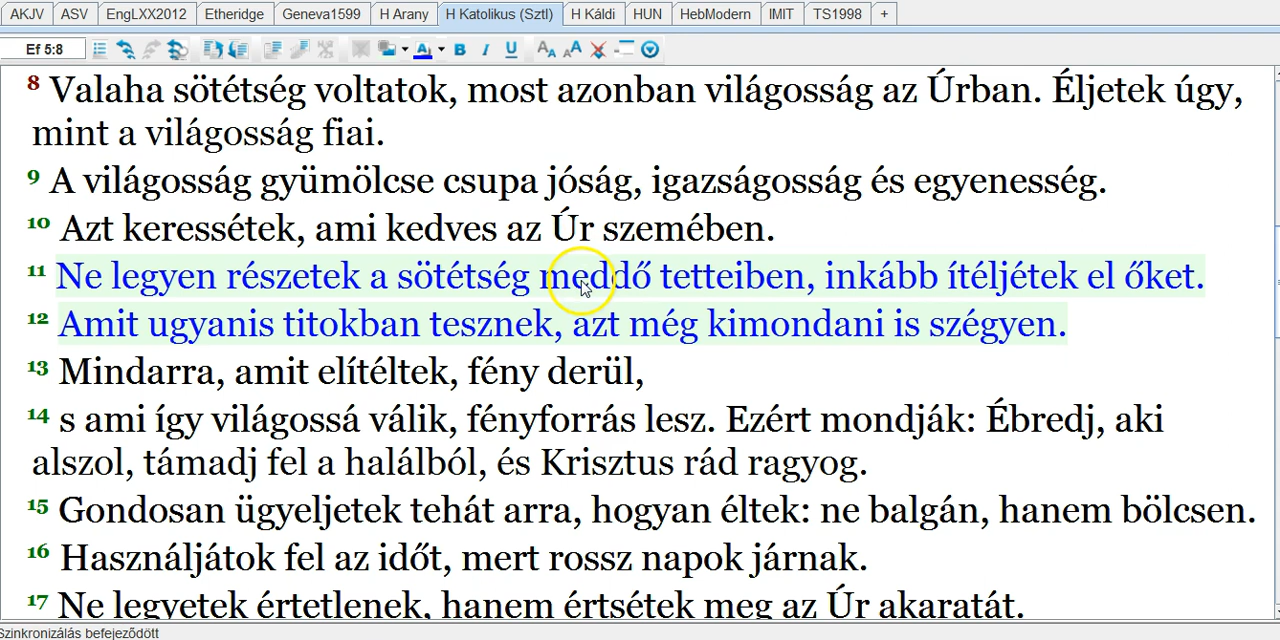 AKJV ASV EngLXX2012 Etheridge Geneva1599 H Arany H Katolikus (Sztl) H Káldi HUN HebModern IMIT TS1998 +
Ef 5:8
8 Valaha sötétség voltatok, most azonban világosság az Úrban. Éljetek úgy,
mint a világosság fiai.
9 A világosság gyümölcse csupa jóság, igazságosság és egyenesség.
10 Azt keressétek, ami kedves az Úr szemében.
11 Ne legyen részetek a sötétség meddő tetteiben, inkább ítéljétek el őket.
12 Amit ugyanis titokban tesznek, azt még kimondani is szégyen.
13 Mindarra, amit elítéltek, fény derül,
14 s ami így világossá válik, fényforrás lesz. Ezért mondják: Ébredj, aki
alszol, támadj fel a halálból, és Krisztus rád ragyog.
15 Gondosan ügyeljetek tehát arra, hogyan éltek: ne balgán, hanem bölcsen.
16 Használjátok fel az időt, mert rossz napok járnak.
17 Ne legyetek értetlenek, hanem értsétek meg az Úr akaratát.
Szinkronizálás befejeződött